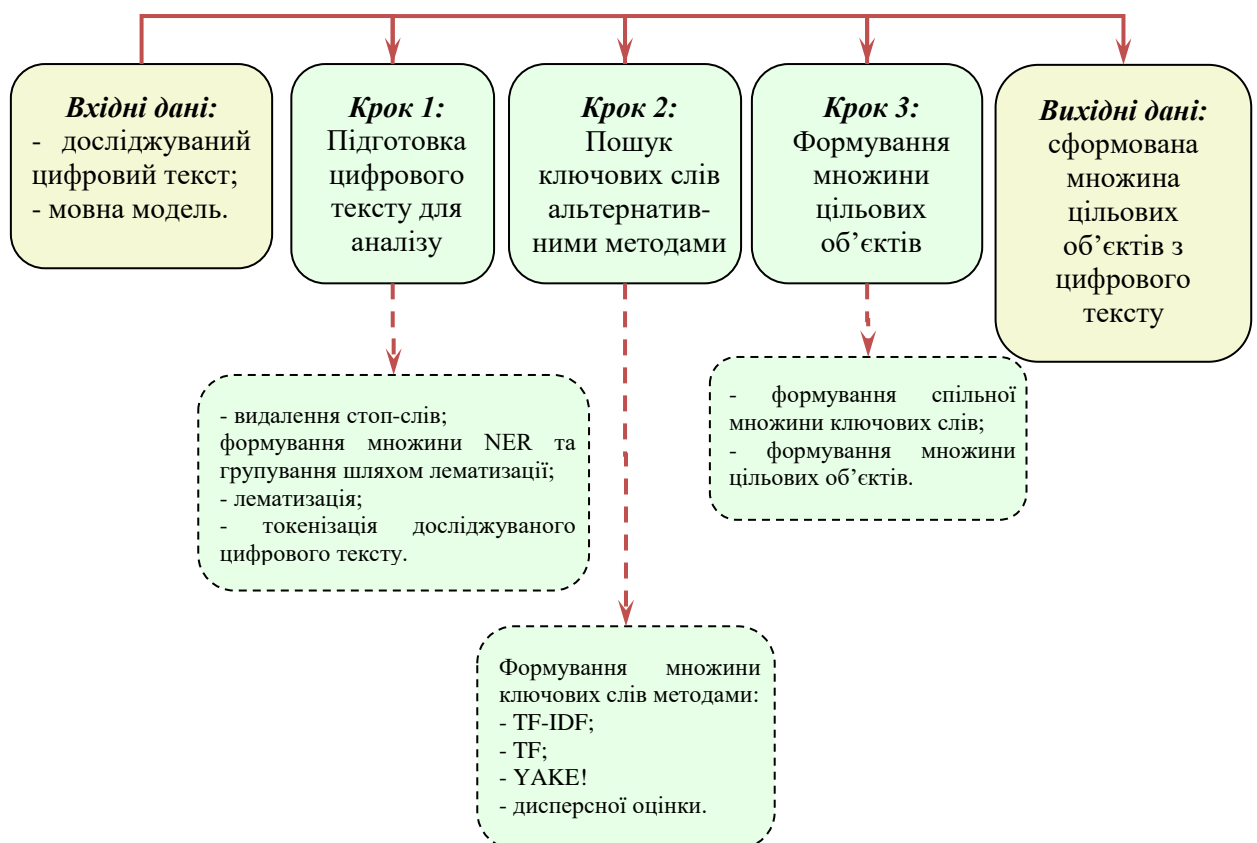 Вхідні дані:
- досліджуваний
цифровий текст;
- мовна модель.
Крок 1:
Підготовка
цифрового
тексту для
аналізу
Крок 2:
Пошук
ключових слів
альтернатив-
ними методами
Крок 3:
Формування
множини
цільових
об’єктів
Вихідні дані:
сформована
множина
цільових
об’єктів з
цифрового
тексту
- видалення стоп-слів;
формування множини NER та
групування шляхом лематизації;
- лематизація;
- токенізація досліджуваного
цифрового тексту.
- формування спільної
множини ключових слів;
- формування множини
цільових об’єктів.
Формування множини
ключових слів методами:
- TF-IDF;
- TF;
- YAKE!
- дисперсної оцінки.